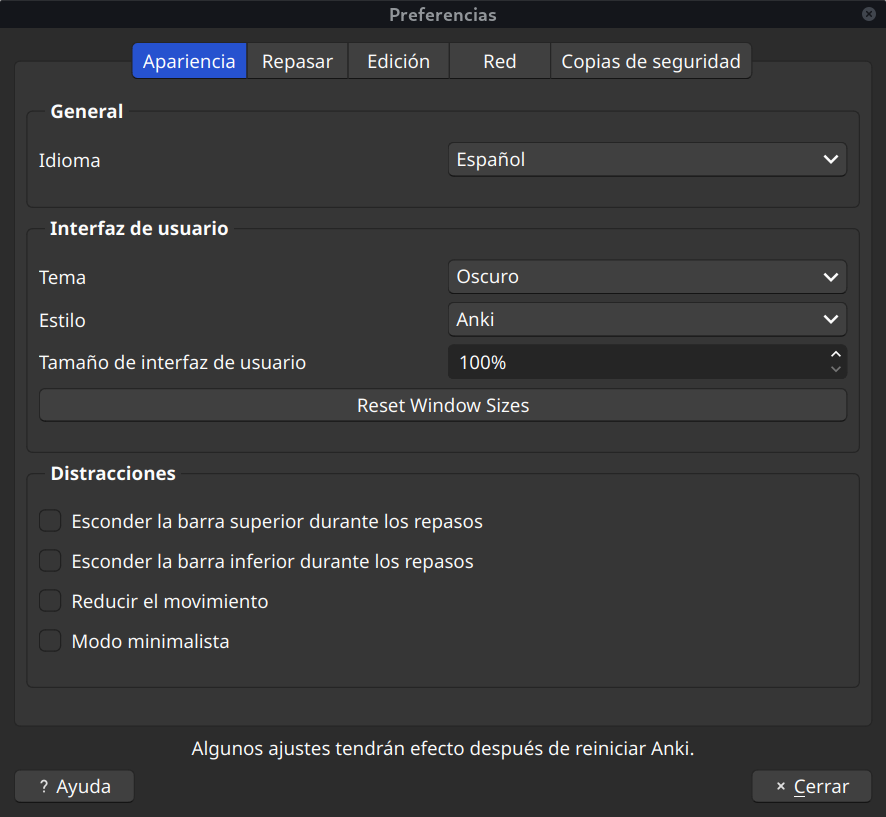 Preferencias
Apariencia Repasar Edición Red Copias de seguridad
General
Idioma Español
Interfaz de usuario
Tema Oscuro
Estilo Anki
Tamaño de interfaz de usuario 100%
Reset Window Sizes
Distracciones
Esconder la barra superior durante los repasos
Esconder la barra inferior durante los repasos
Reducir el movimiento
Modo minimalista
Algunos ajustes tendrán efecto después de reiniciar Anki.
? Ayuda × Cerrar